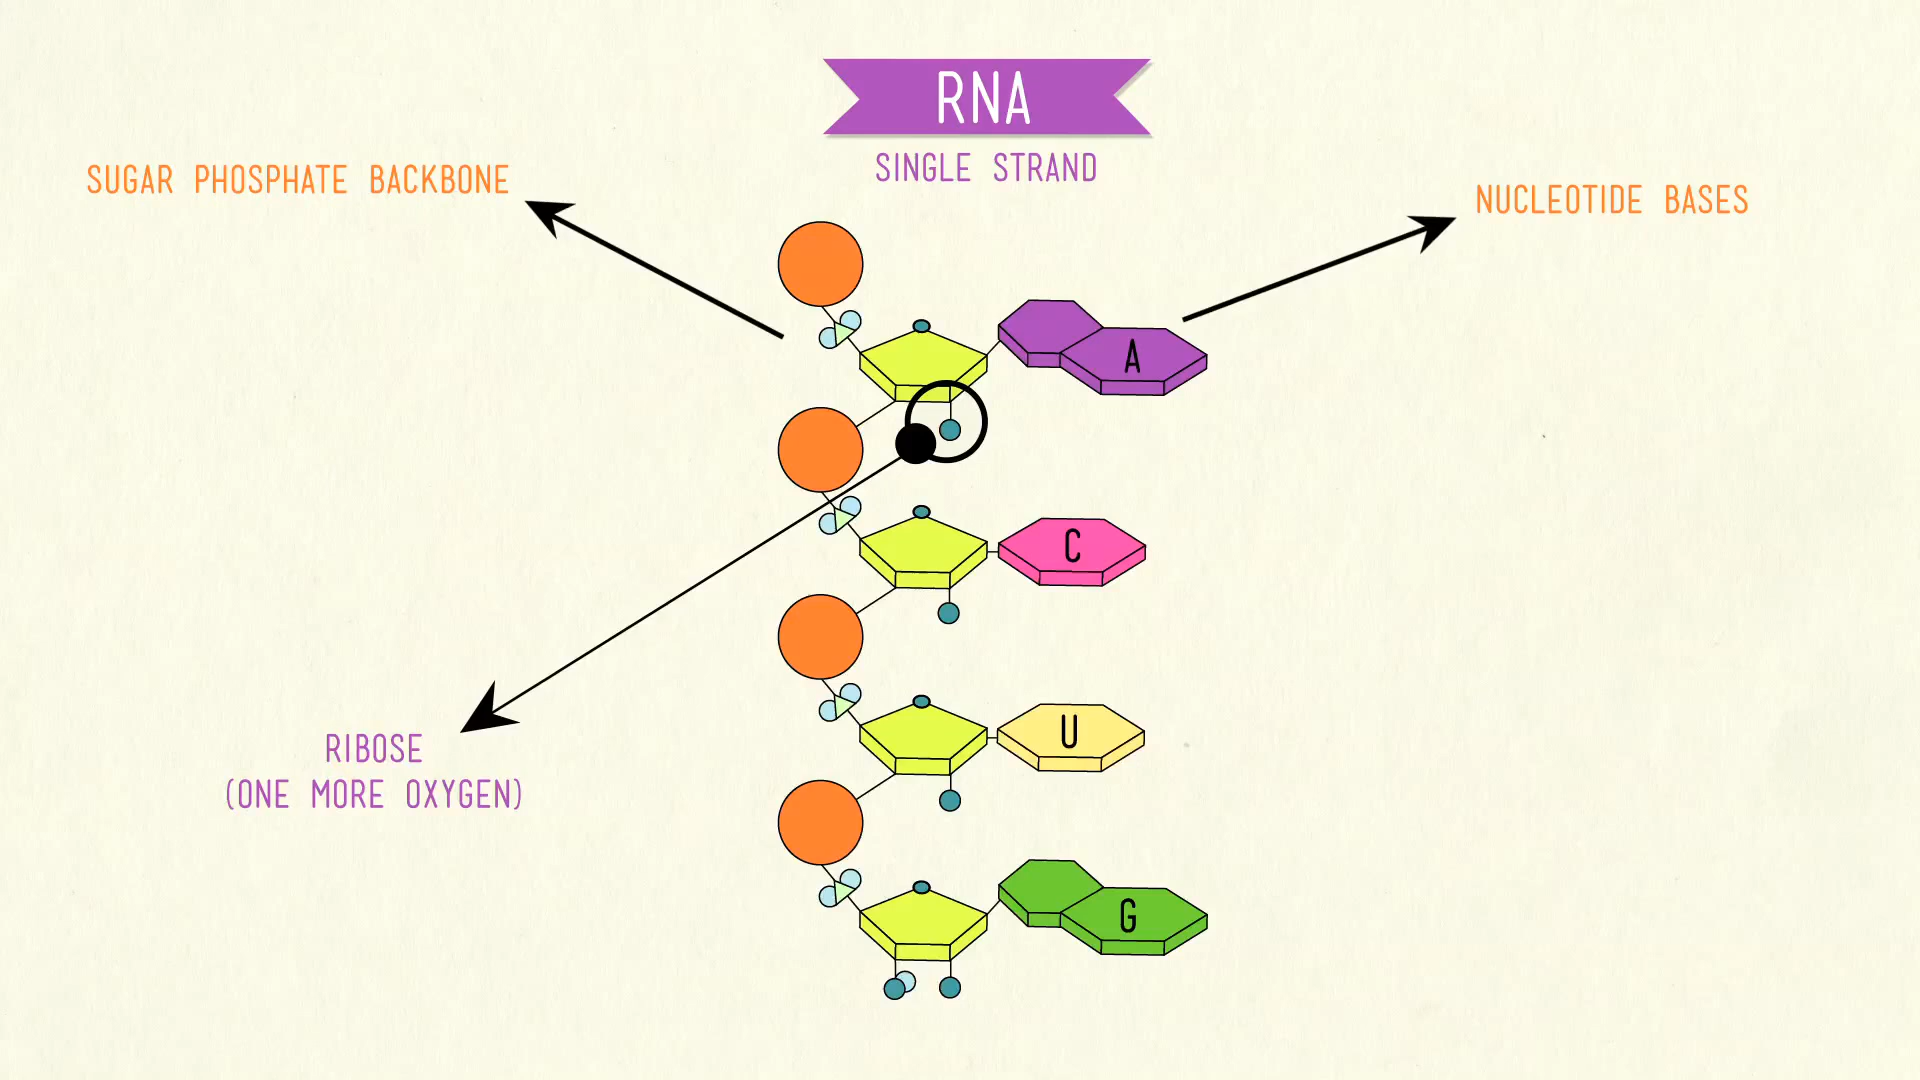 RNA
SINGLE STRAND
SUGAR PHOSPHATE BACKBONE
NUCLEOTIDE BASES
A
C
U
RIBOSE
(ONE MORE OXYGEN)
G